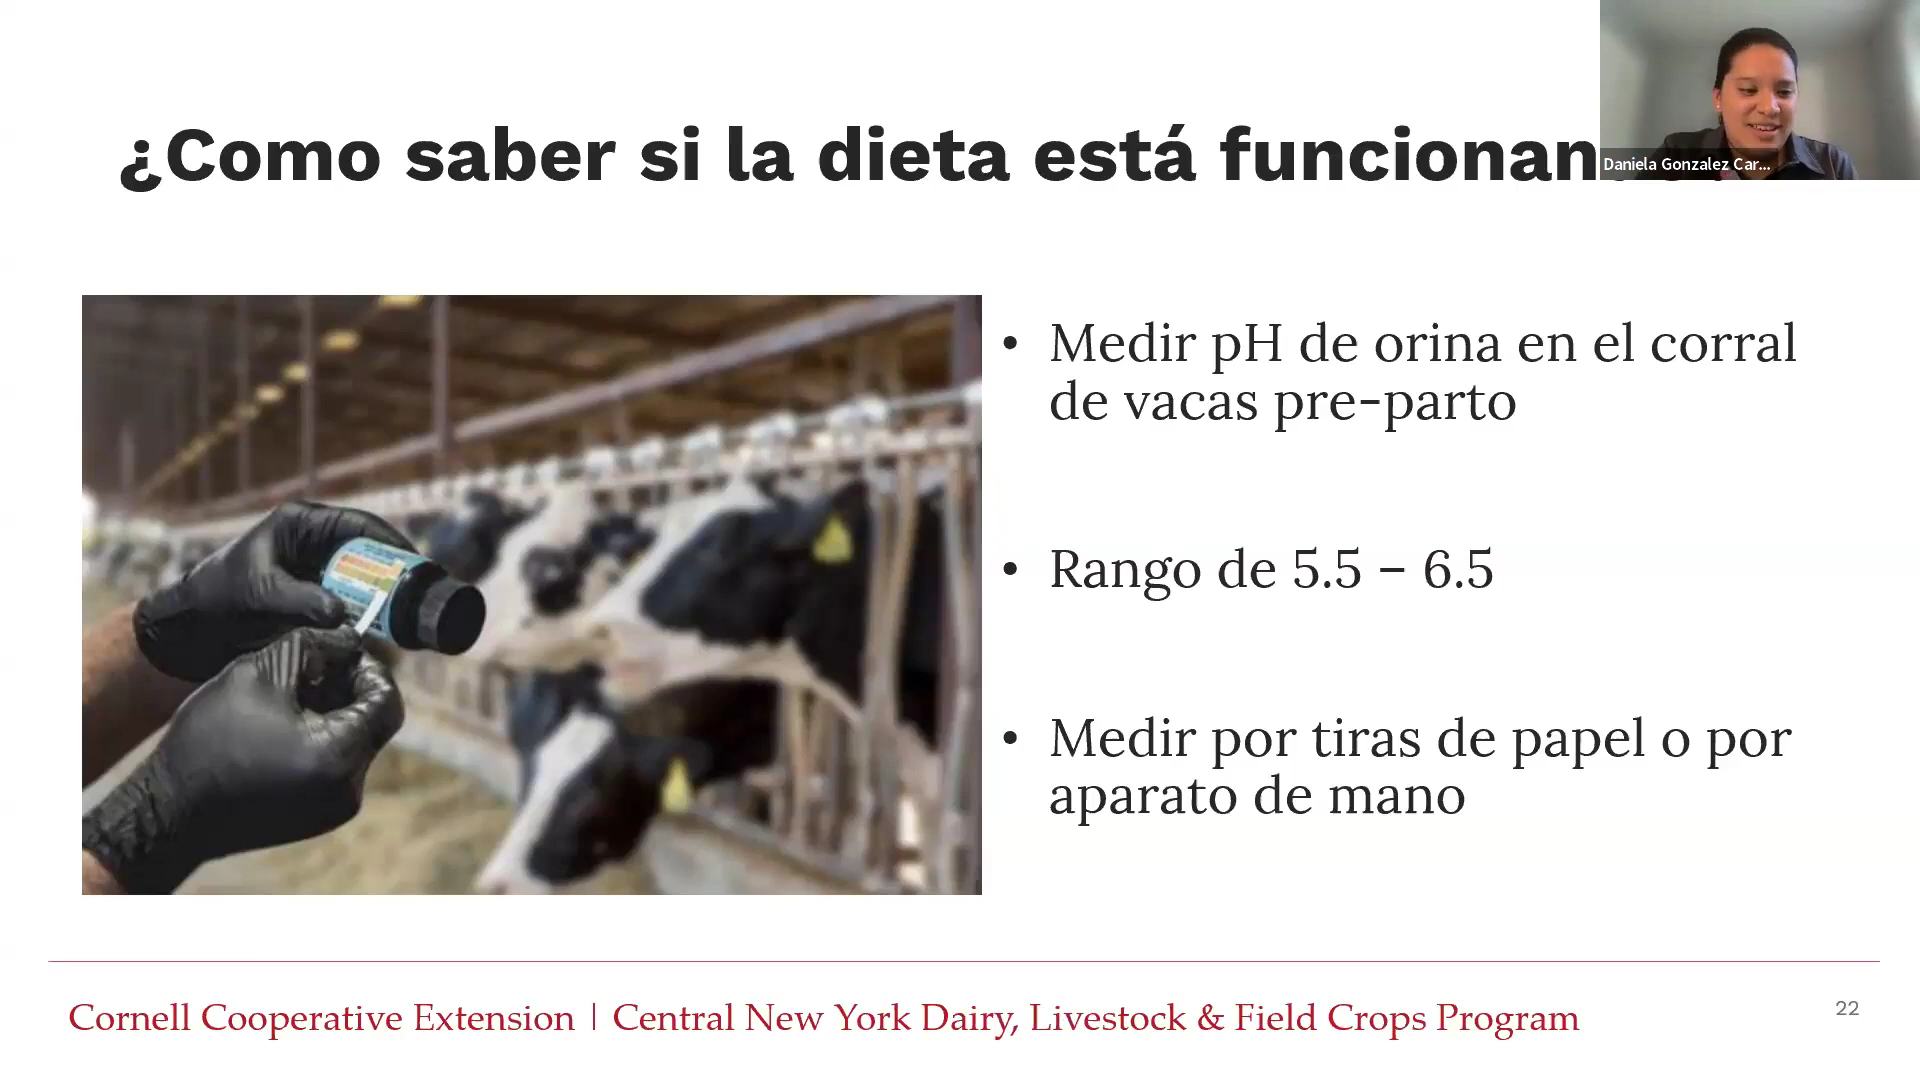 ¿Como saber si la dieta está funcionan
Daniela Gonzalez Car...
• Medir pH de orina en el corral
de vacas pre-parto
• Rango de 5.5 – 6.5
• Medir por tiras de papel o por
aparato de mano
Cornell Cooperative Extension | Central New York Dairy, Livestock & Field Crops Program
22